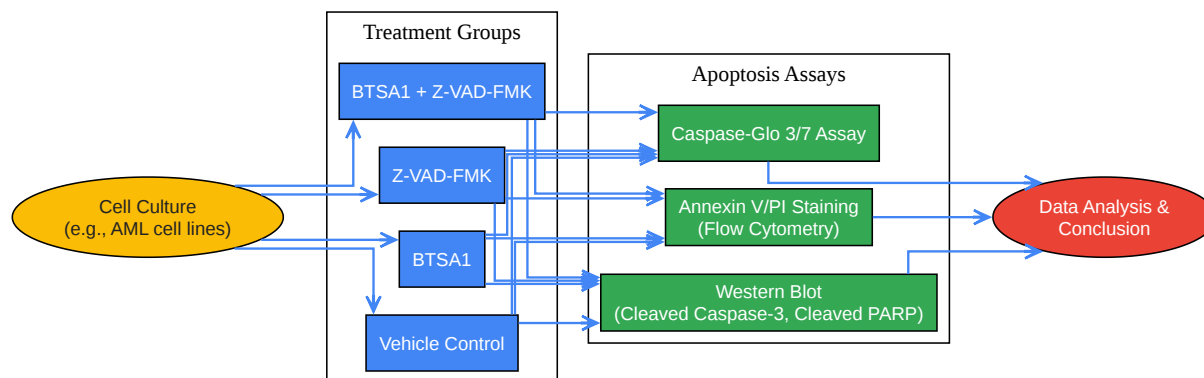 Treatment Groups
Apoptosis Assays
BTSA1 + Z-VAD-FMK
Caspase-Glo 3/7 Assay
Z-VAD-FMK
Cell Culture
(e.g., AML cell lines)
Annexin V/PI Staining
(Flow Cytometry)
Data Analysis &
Conclusion
BTSA1
Western Blot
(Cleaved Caspase-3, Cleaved PARP)
Vehicle Control